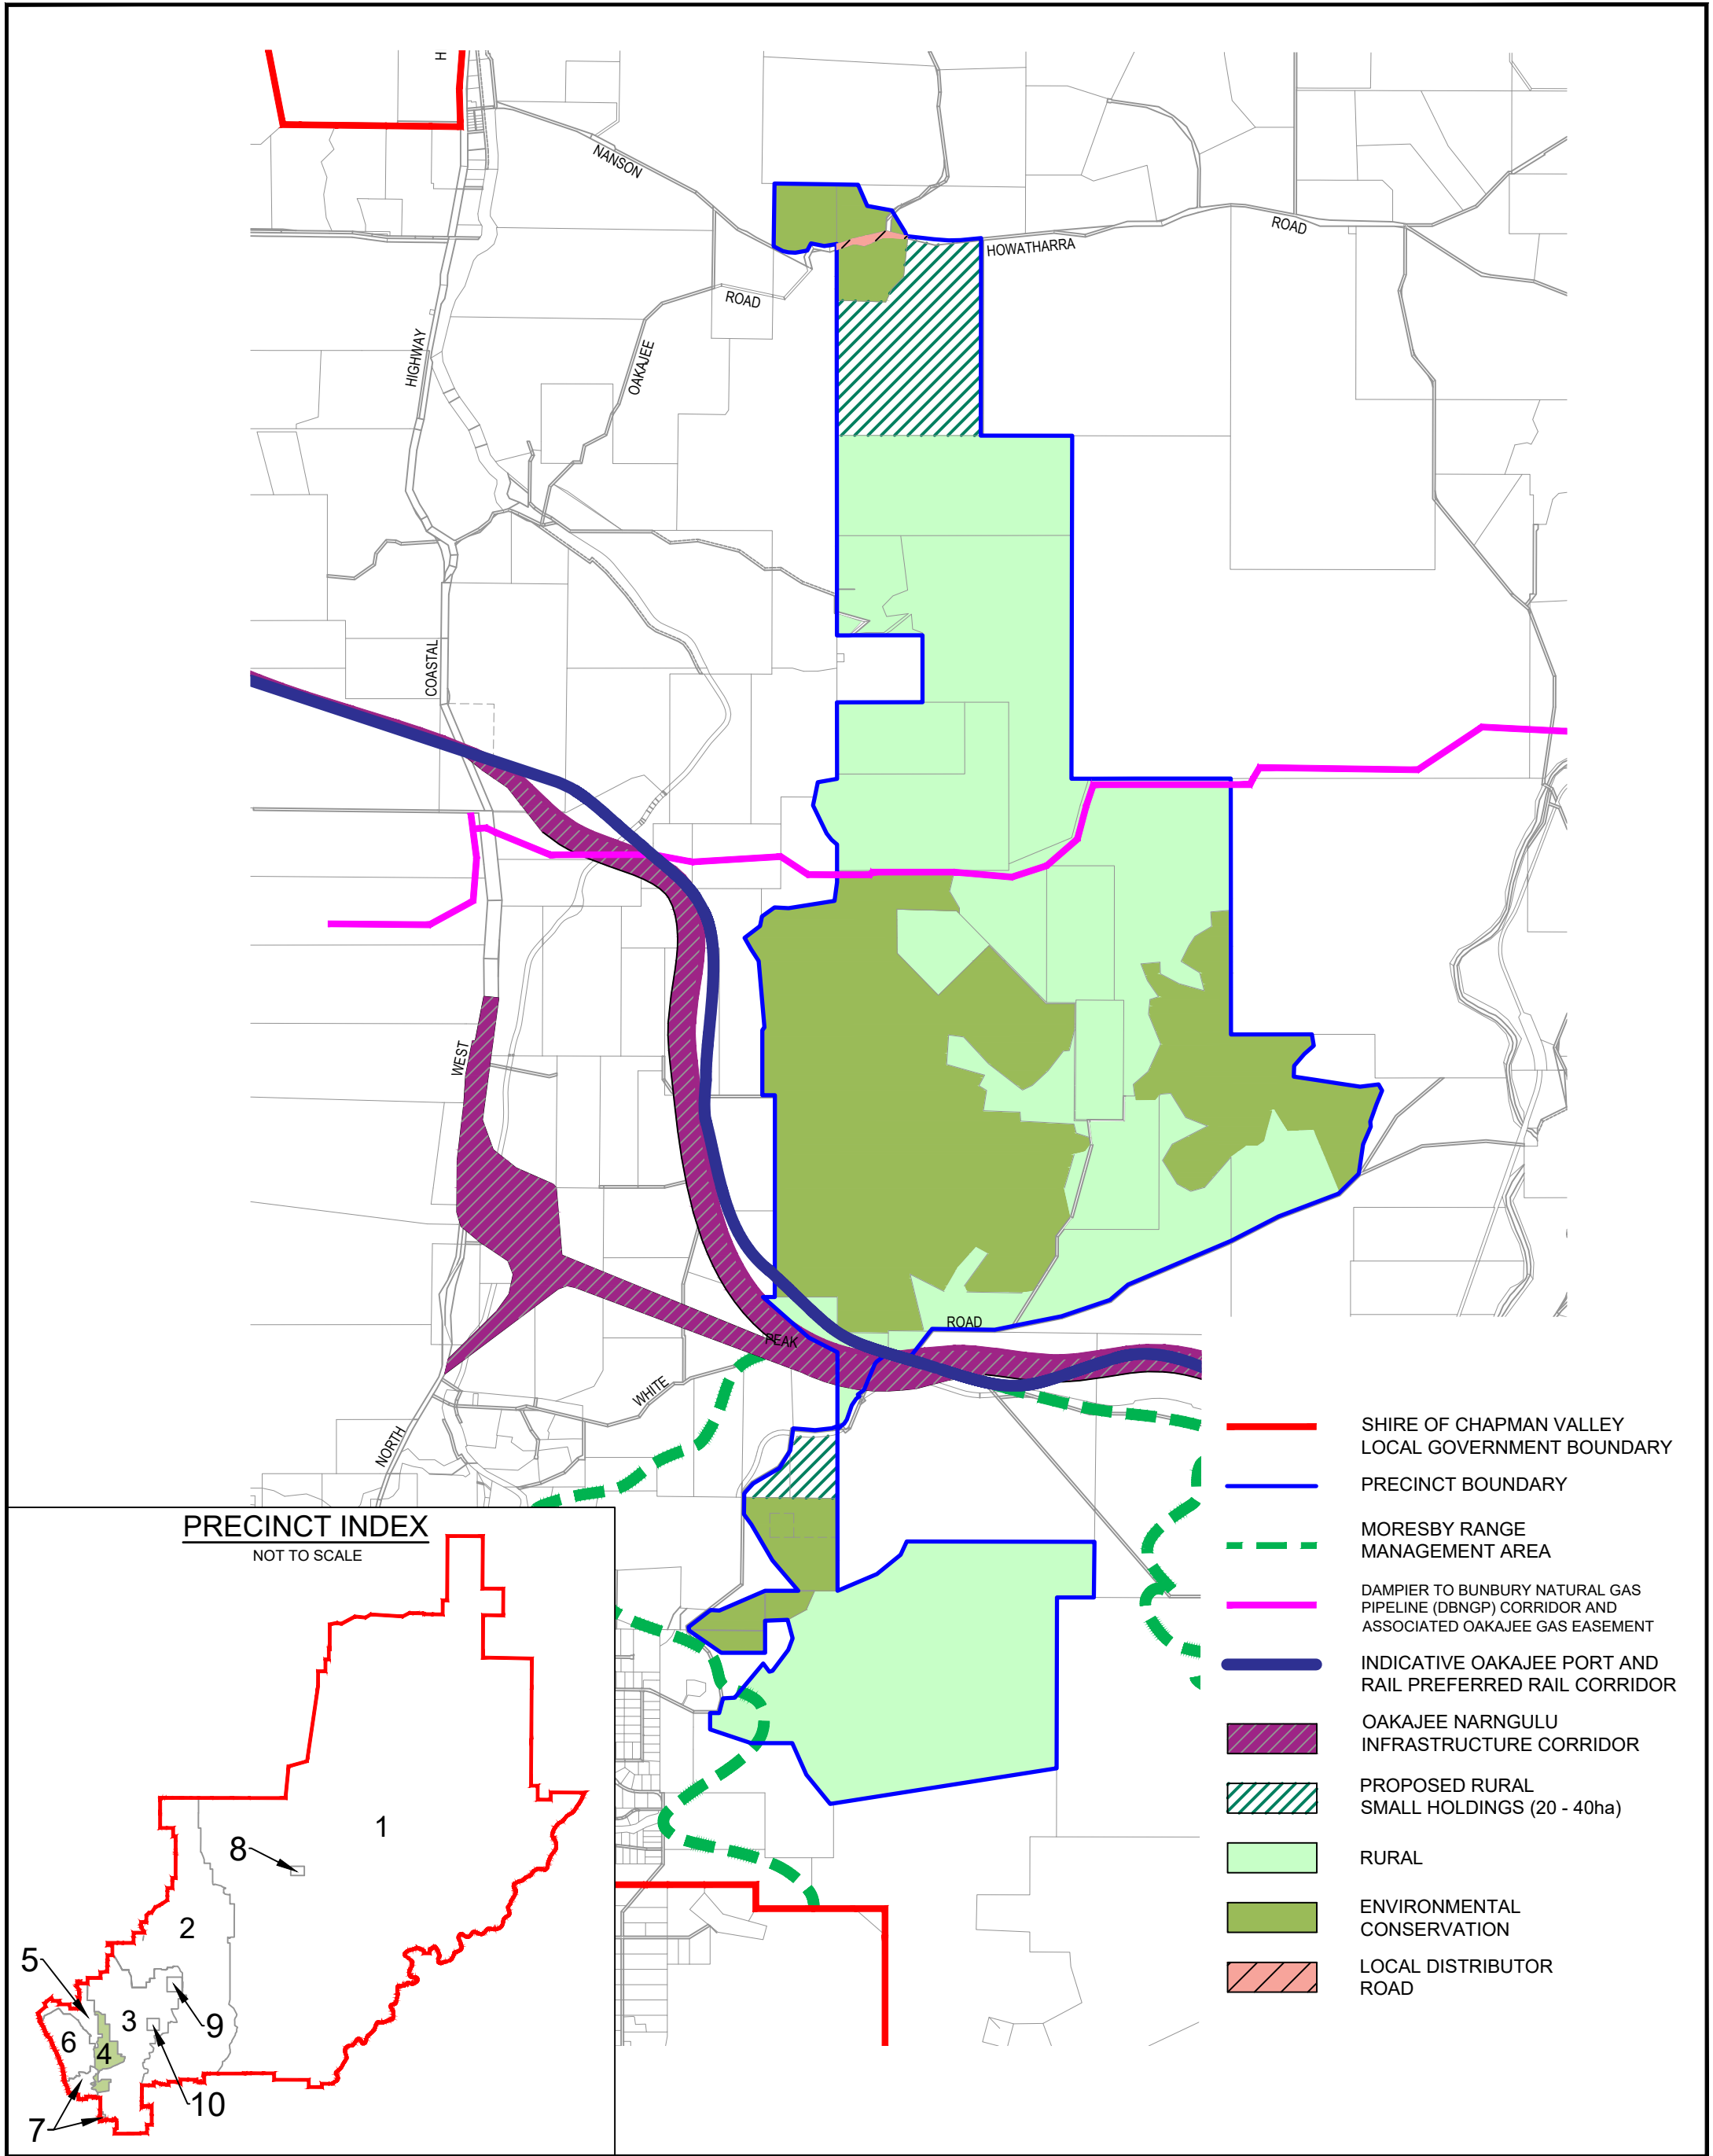 H
NANSON
ROAD
HOWATHARRA
ROAD
OAKAJEE
HIGHWAY
COASTAL
WEST
PEAK
ROAD
WHITE
NORTH
SHIRE OF CHAPMAN VALLEY
LOCAL GOVERNMENT BOUNDARY
PRECINCT BOUNDARY
MORESBY RANGE
MANAGEMENT AREA
DAMPIER TO BUNBURY NATURAL GAS
PIPELINE (DBNGP) CORRIDOR AND
ASSOCIATED OAKAJEE GAS EASEMENT
INDICATIVE OAKAJEE PORT AND
RAIL PREFERRED RAIL CORRIDOR
OAKAJEE NARNGULU
INFRASTRUCTURE CORRIDOR
PROPOSED RURAL
SMALL HOLDINGS (20 - 40ha)
RURAL
ENVIRONMENTAL
CONSERVATION
LOCAL DISTRIBUTOR
ROAD
PRECINCT INDEX
NOT TO SCALE
1
8
2
5
3
9
6
4
10
7